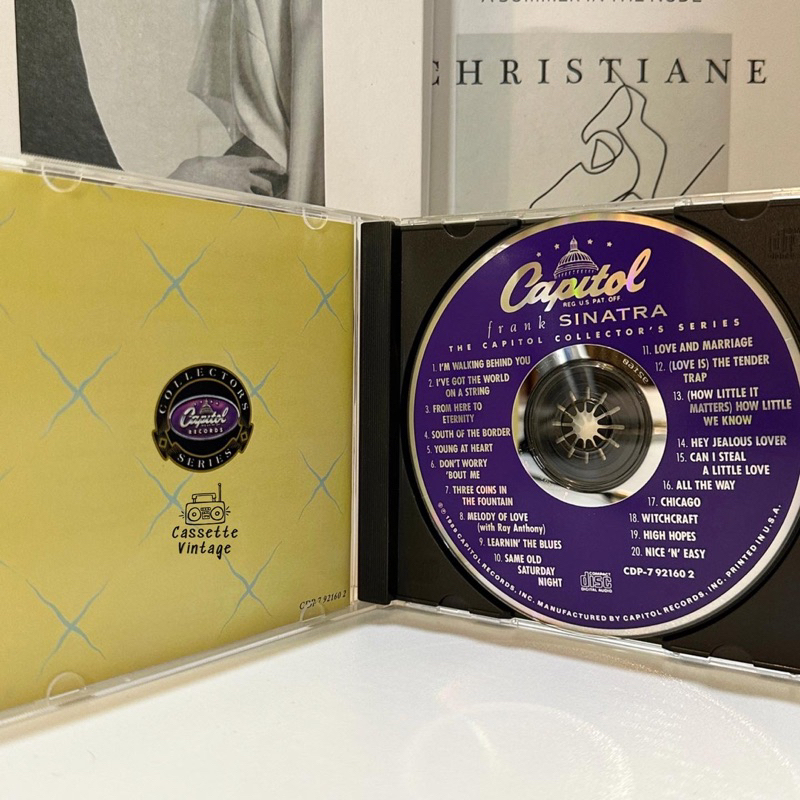 A SUMMER IN THE NUDE
CHRISTIANE
COLLECTORS
Capitol
RECORDS
SERIES
Cassette
Vintage
CDP-7 92160 2
Capitol
REG. U.S. PAT. OFF.
frank SINATRA
THE CAPITOL COLLECTOR'S SERIES
1. I'M WALKING BEHIND YOU
2. I'VE GOT THE WORLD
ON A STRING
3. FROM HERE TO
ETERNITY
4. SOUTH OF THE BORDER
5. YOUNG AT HEART
6. DON'T WORRY
'BOUT ME
7. THREE COINS IN
THE FOUNTAIN
8. MELODY OF LOVE
(with Ray Anthony)
9. LEARNIN' THE BLUES
10. SAME OLD
SATURDAY
NIGHT
11. LOVE AND MARRIAGE
12. (LOVE IS) THE TENDER
TRAP
13. (HOW LITTLE IT
MATTERS) HOW LITTLE
WE KNOW
14. HEY JEALOUS LOVER
15. CAN I STEAL
A LITTLE LOVE
16. ALL THE WAY
17. CHICAGO
18. WITCHCRAFT
19. HIGH HOPES
20. NICE 'N' EASY
COMPACT
disc
DIGITAL AUDIO
CDP-7 92160 2
℗© 1989 CAPITOL RECORDS, INC. MANUFACTURED BY CAPITOL RECORDS, INC. PRINTED IN U.S.A.